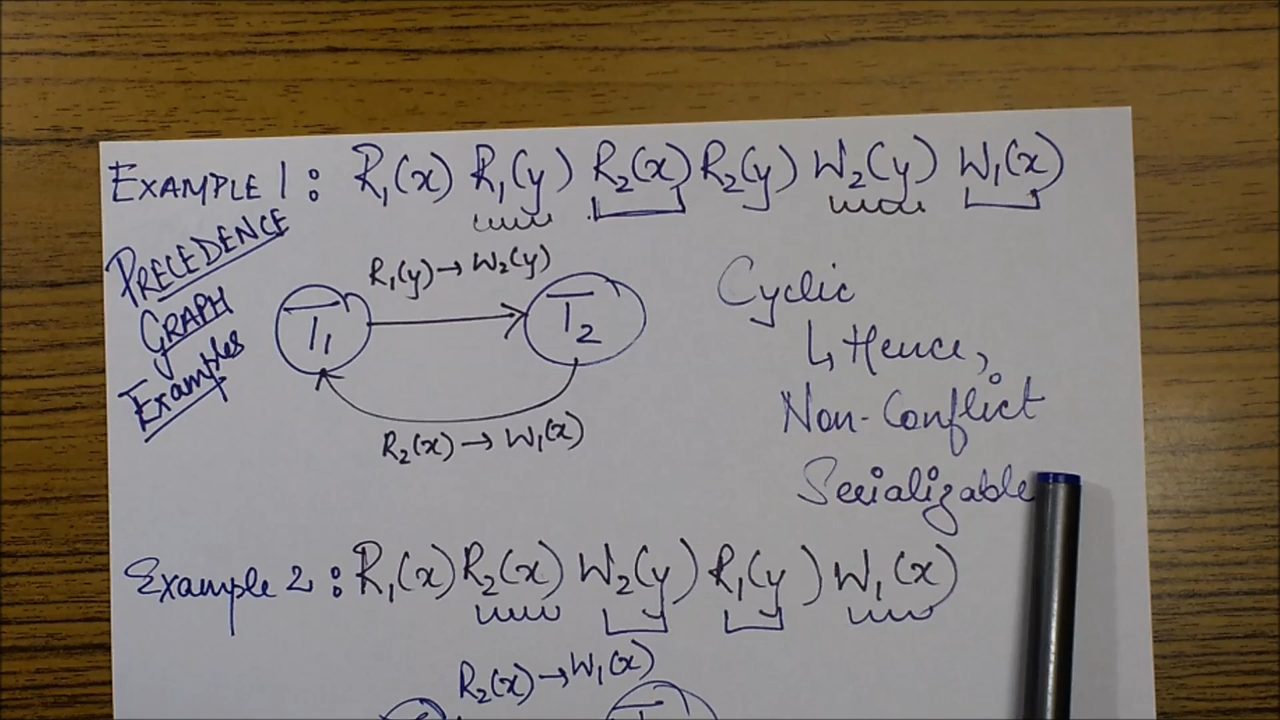 EXAMPLE 1 : R₁(x) R₁(y) R₂(x) R₂(y) W₂(y) W₁(x)
PRECEDENCE
GRAPH
Examples
R₁(y) → W₂(y)
T₁
T₂
R₂(x) → W₁(x)
Cyclic
↳ Hence,
Non-Conflict
Serializable
Example 2 : R₁(x) R₂(x) W₂(y) R₁(y) W₁(x)
R₂(x) → W₁(x)